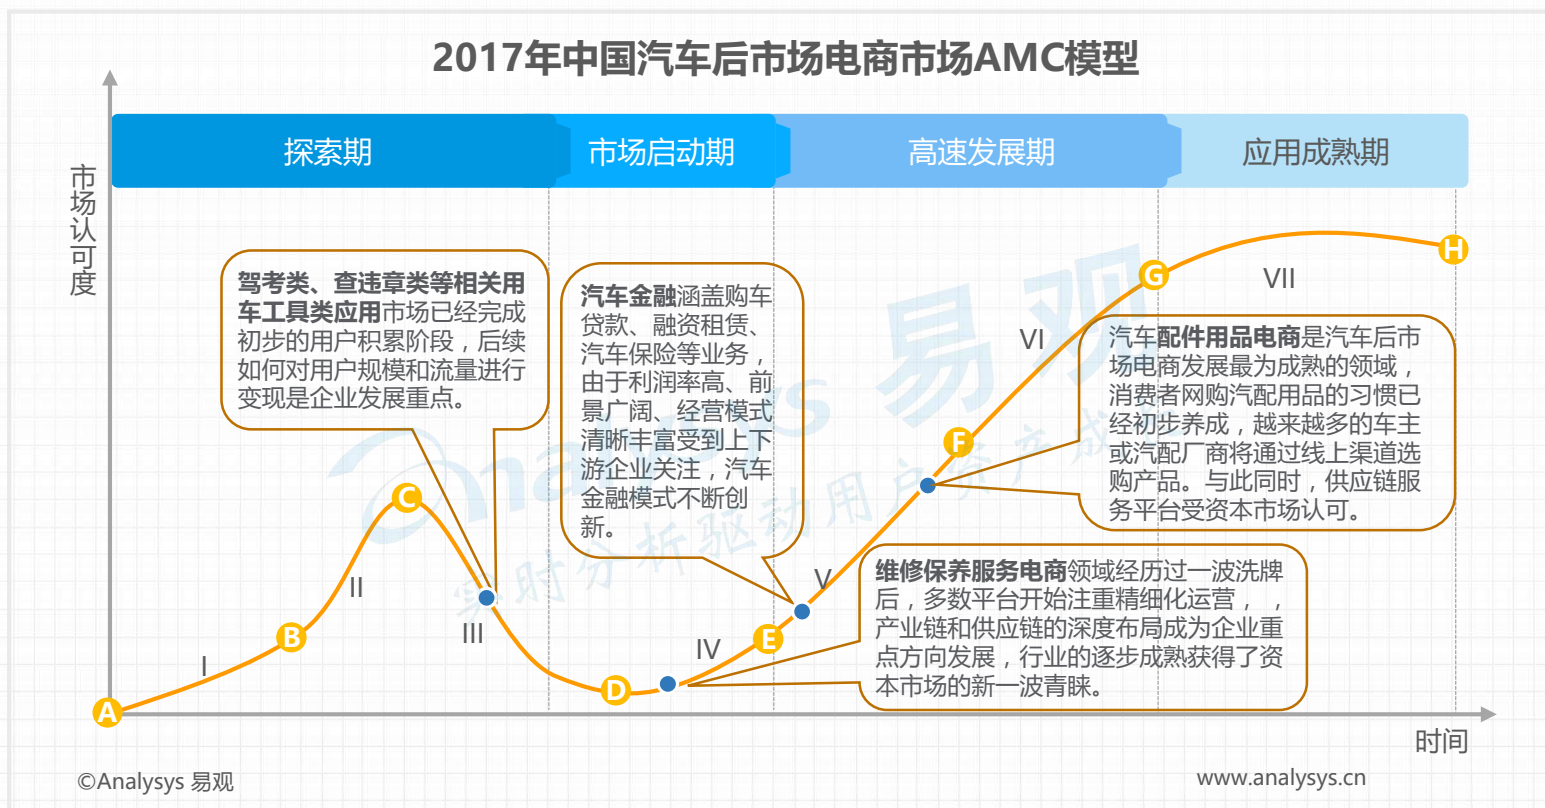 2017年中国汽车后市场电商市场AMC模型
探索期
市场启动期
高速发展期
应用成熟期
市场认可度
驾考类、查违章类等相关用
车工具类应用市场已经完成
初步的用户积累阶段，后续
如何对用户规模和流量进行
变现是企业发展重点。
汽车金融涵盖购车
贷款、融资租赁、
汽车保险等业务，
由于利润率高、前
景广阔、经营模式
清晰丰富受到上下
游企业关注，汽车
金融模式不断创
新。
汽车配件用品电商是汽车后市
场电商发展最为成熟的领域，
消费者网购汽配用品的习惯已
经初步养成，越来越多的车主
或汽配厂商将通过线上渠道选
购产品。与此同时，供应链服
务平台受资本市场认可。
维修保养服务电商领域经历过一波洗牌
后，多数平台开始注重精细化运营，，
产业链和供应链的深度布局成为企业重
点方向发展，行业的逐步成熟获得了资
本市场的新一波青睐。
A
I
B
II
C
III
D
IV
E
V
F
VI
G
VII
H
时间
Analysys 易观
实时分析驱动用户资产成长
©Analysys 易观
www.analysys.cn